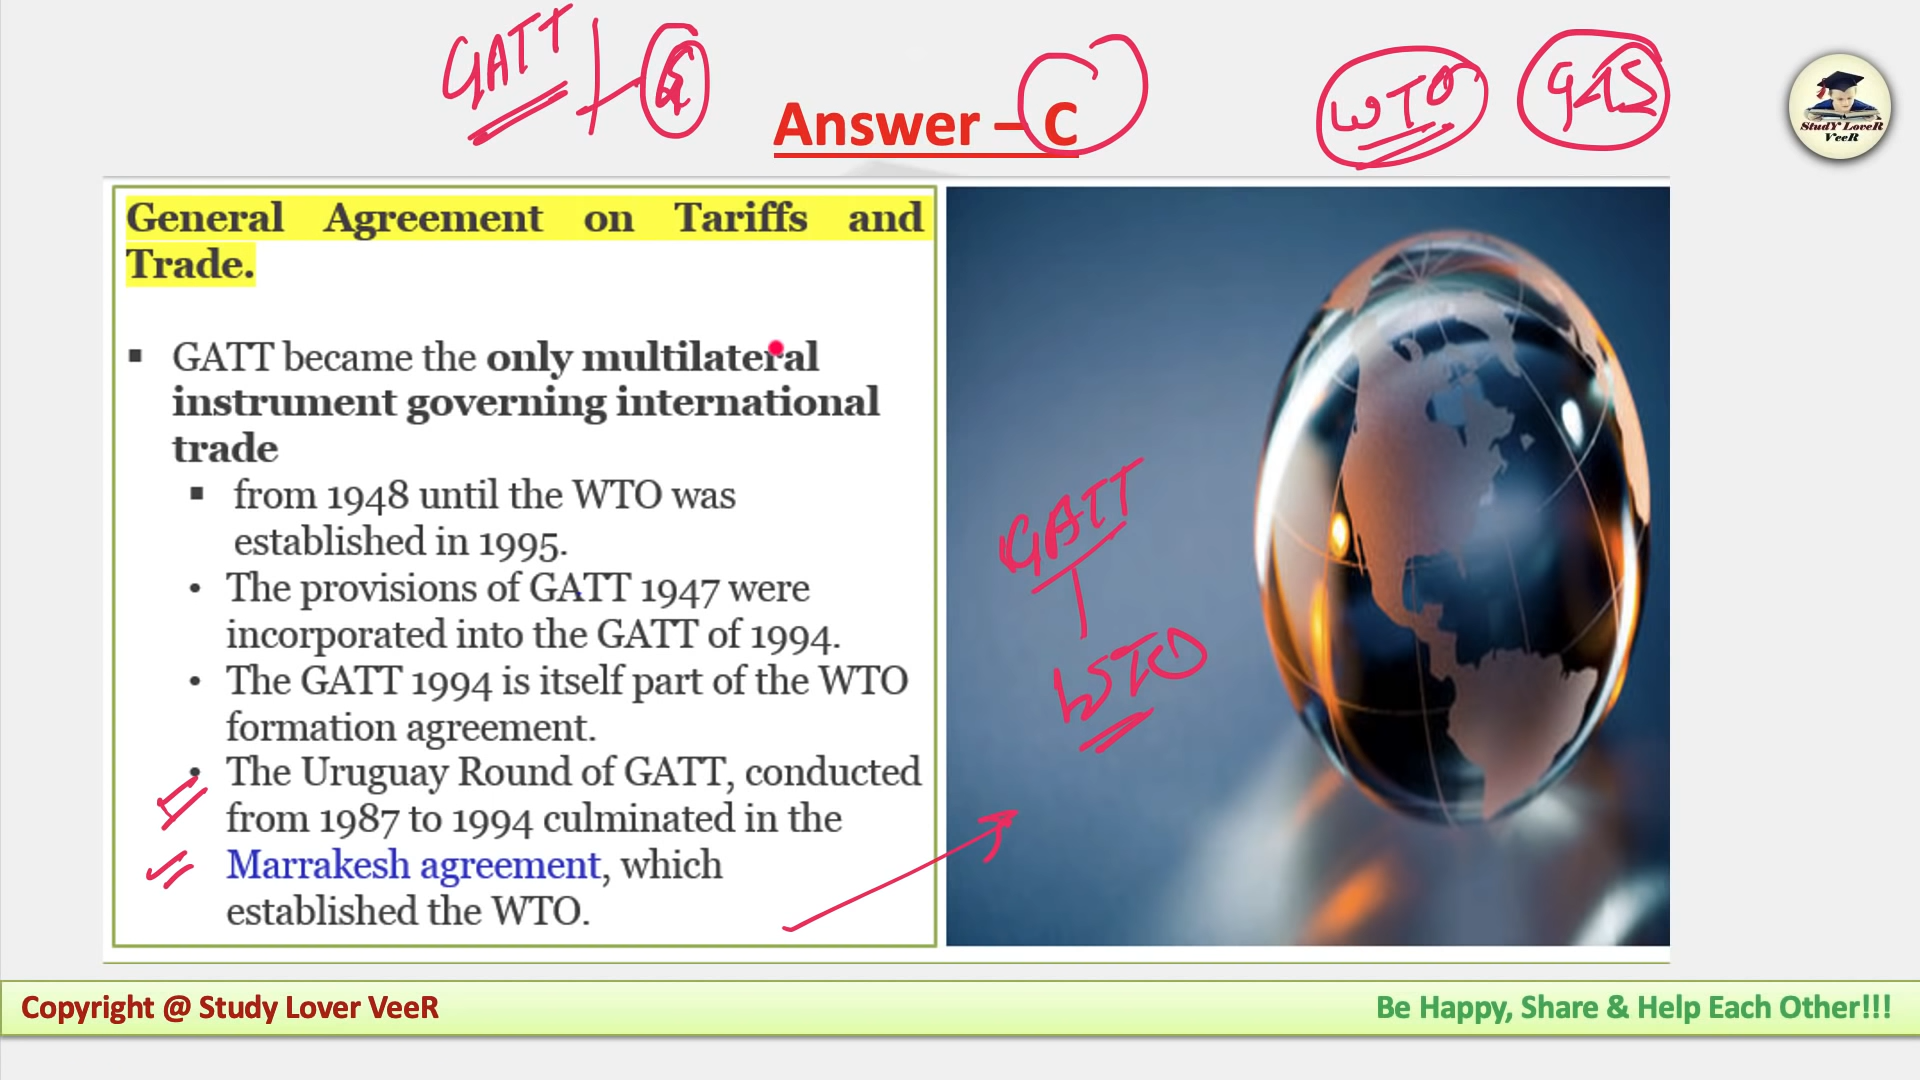 GATT
Answer – C
WTO
StudY LoveR
VeeR
General Agreement on Tariffs and
Trade.
GATT became the only multilateral
instrument governing international
trade
from 1948 until the WTO was
established in 1995.
The provisions of GATT 1947 were
incorporated into the GATT of 1994.
The GATT 1994 is itself part of the WTO
formation agreement.
The Uruguay Round of GATT, conducted
from 1987 to 1994 culminated in the
Marrakesh agreement, which
established the WTO.
GATT
WTO
Copyright @ Study Lover VeeR
Be Happy, Share & Help Each Other!!!